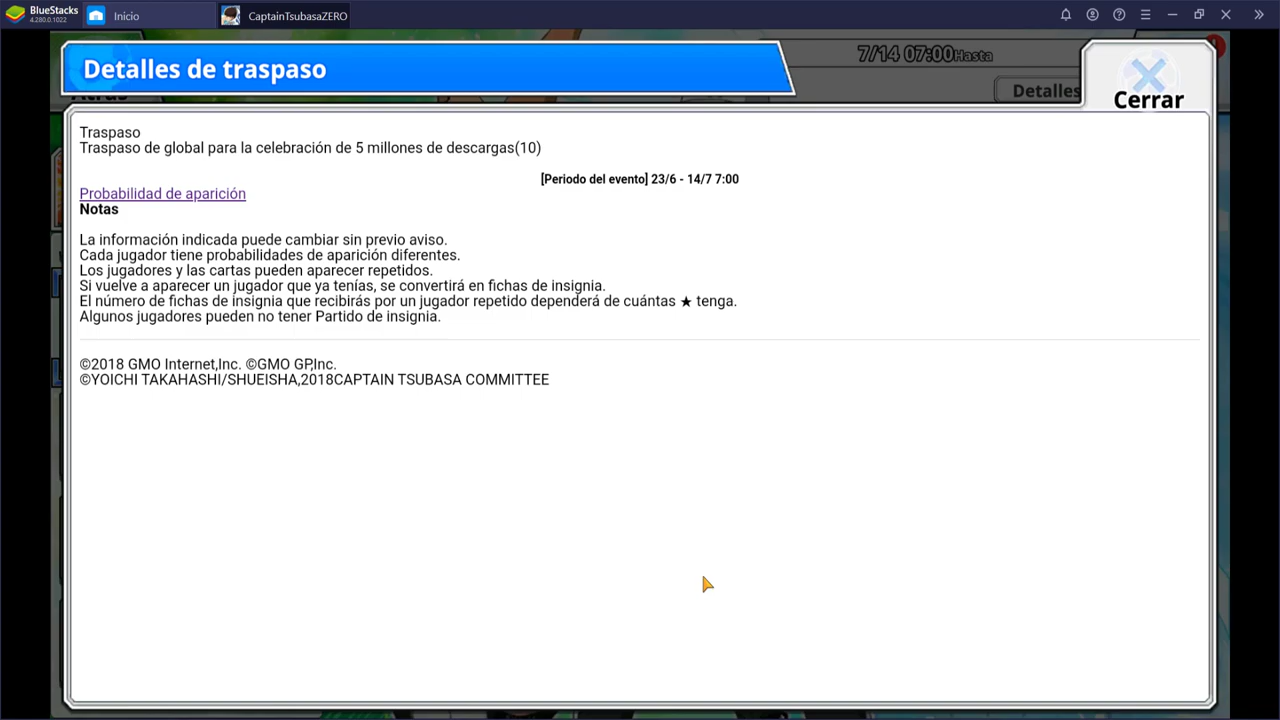 BlueStacks
4.280.0.1022
Inicio
CaptainTsubasaZERO
7/14 07:00Hasta
Detalles de traspaso
Atrás
Detalles
Cerrar
Traspaso
Traspaso de global para la celebración de 5 millones de descargas(10)
[Periodo del evento] 23/6 - 14/7 7:00
Probabilidad de aparición
Notas
La información indicada puede cambiar sin previo aviso.
Cada jugador tiene probabilidades de aparición diferentes.
Los jugadores y las cartas pueden aparecer repetidos.
Si vuelve a aparecer un jugador que ya tenías, se convertirá en fichas de insignia.
El número de fichas de insignia que recibirás por un jugador repetido dependerá de cuántas ★ tenga.
Algunos jugadores pueden no tener Partido de insignia.
©2018 GMO Internet,Inc. ©GMO GP,Inc.
©YOICHI TAKAHASHI/SHUEISHA,2018CAPTAIN TSUBASA COMMITTEE